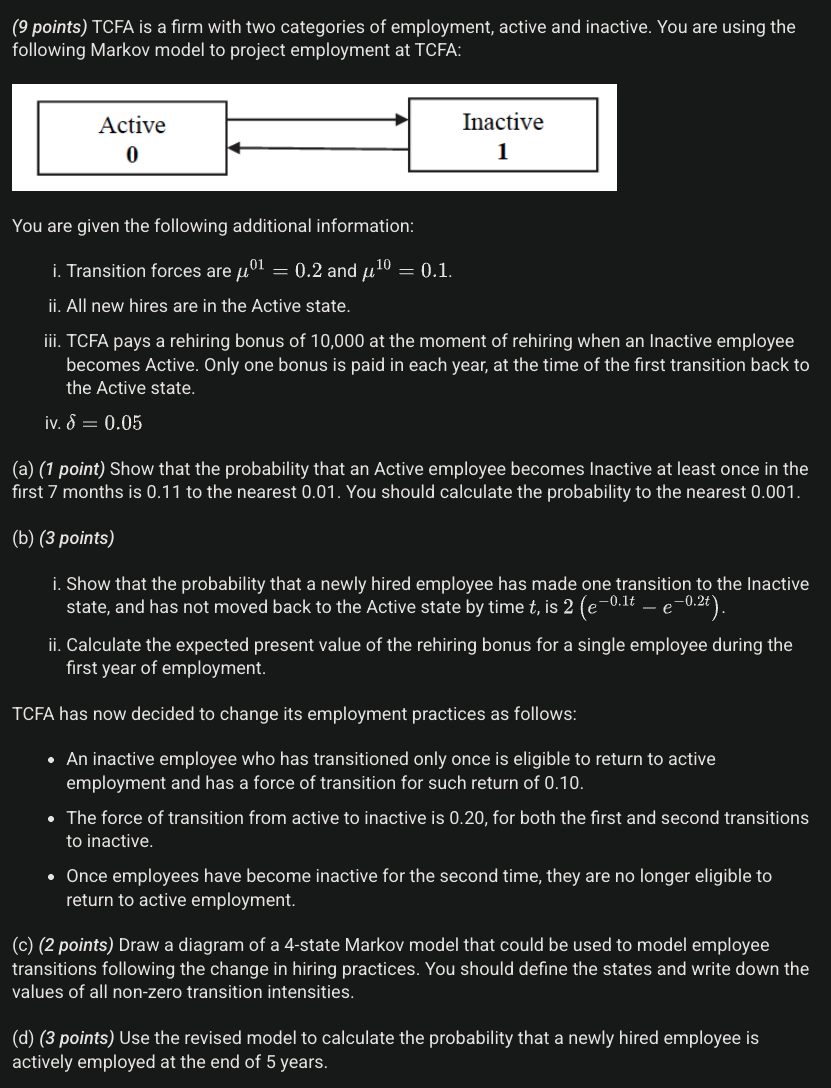 (9 points) TCFA is a firm with two categories of employment, active and inactive. You are using the
following Markov model to project employment at TCFA:
Active
0
Inactive
1
You are given the following additional information:
i. Transition forces are μ⁰¹ = 0.2 and μ¹⁰ = 0.1.
ii. All new hires are in the Active state.
iii. TCFA pays a rehiring bonus of 10,000 at the moment of rehiring when an Inactive employee
becomes Active. Only one bonus is paid in each year, at the time of the first transition back to
the Active state.
iv. δ = 0.05
(a) (1 point) Show that the probability that an Active employee becomes Inactive at least once in the
first 7 months is 0.11 to the nearest 0.01. You should calculate the probability to the nearest 0.001.
(b) (3 points)
i. Show that the probability that a newly hired employee has made one transition to the Inactive
state, and has not moved back to the Active state by time t, is 2 (e^{-0.1t} − e^{-0.2t}).
ii. Calculate the expected present value of the rehiring bonus for a single employee during the
first year of employment.
TCFA has now decided to change its employment practices as follows:
• An inactive employee who has transitioned only once is eligible to return to active
employment and has a force of transition for such return of 0.10.
• The force of transition from active to inactive is 0.20, for both the first and second transitions
to inactive.
• Once employees have become inactive for the second time, they are no longer eligible to
return to active employment.
(c) (2 points) Draw a diagram of a 4-state Markov model that could be used to model employee
transitions following the change in hiring practices. You should define the states and write down the
values of all non-zero transition intensities.
(d) (3 points) Use the revised model to calculate the probability that a newly hired employee is
actively employed at the end of 5 years.